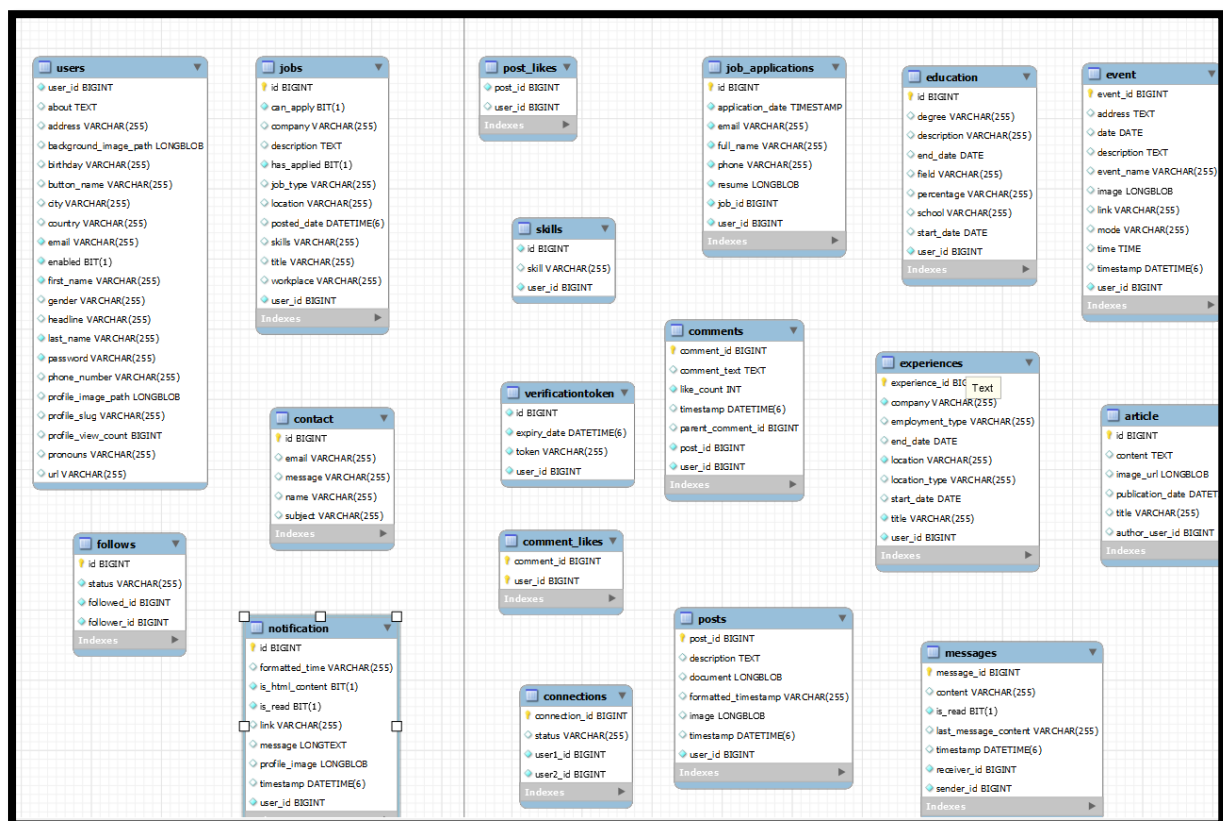 users
user_id BIGINT
about TEXT
address VARCHAR(255)
background_image_path LONGBLOB
birthday VARCHAR(255)
button_name VARCHAR(255)
city VARCHAR(255)
country VARCHAR(255)
email VARCHAR(255)
enabled BIT(1)
first_name VARCHAR(255)
gender VARCHAR(255)
headline VARCHAR(255)
last_name VARCHAR(255)
password VARCHAR(255)
phone_number VARCHAR(255)
profile_image_path LONGBLOB
profile_slug VARCHAR(255)
profile_view_count BIGINT
pronouns VARCHAR(255)
url VARCHAR(255)
jobs
id BIGINT
can_apply BIT(1)
company VARCHAR(255)
description TEXT
has_applied BIT(1)
job_type VARCHAR(255)
location VARCHAR(255)
posted_date DATETIME(6)
skills VARCHAR(255)
title VARCHAR(255)
workplace VARCHAR(255)
user_id BIGINT
Indexes
post_likes
post_id BIGINT
user_id BIGINT
Indexes
job_applications
id BIGINT
application_date TIMESTAMP
email VARCHAR(255)
full_name VARCHAR(255)
phone VARCHAR(255)
resume LONGBLOB
job_id BIGINT
user_id BIGINT
Indexes
education
id BIGINT
degree VARCHAR(255)
description VARCHAR(255)
end_date DATE
field VARCHAR(255)
percentage VARCHAR(255)
school VARCHAR(255)
start_date DATE
user_id BIGINT
Indexes
event
event_id BIGINT
address TEXT
date DATE
description TEXT
event_name VARCHAR(255)
image LONGBLOB
link VARCHAR(255)
mode VARCHAR(255)
time TIME
timestamp DATETIME(6)
user_id BIGINT
Indexes
skills
id BIGINT
skill VARCHAR(255)
user_id BIGINT
comments
comment_id BIGINT
comment_text TEXT
like_count INT
timestamp DATETIME(6)
parent_comment_id BIGINT
post_id BIGINT
user_id BIGINT
Indexes
experiences
experience_id BIG
Text
company VARCHAR(255)
employment_type VARCHAR(255)
end_date DATE
location VARCHAR(255)
location_type VARCHAR(255)
start_date DATE
title VARCHAR(255)
user_id BIGINT
Indexes
verificationtoken
id BIGINT
expiry_date DATETIME(6)
token VARCHAR(255)
user_id BIGINT
contact
id BIGINT
email VARCHAR(255)
message VARCHAR(255)
name VARCHAR(255)
subject VARCHAR(255)
Indexes
article
id BIGINT
content TEXT
image_url LONGBLOB
publication_date DATET
title VARCHAR(255)
author_user_id BIGINT
Indexes
follows
id BIGINT
status VARCHAR(255)
followed_id BIGINT
follower_id BIGINT
Indexes
comment_likes
comment_id BIGINT
user_id BIGINT
Indexes
notification
id BIGINT
formatted_time VARCHAR(255)
is_html_content BIT(1)
is_read BIT(1)
link VARCHAR(255)
message LONGTEXT
profile_image LONGBLOB
timestamp DATETIME(6)
user_id BIGINT
connections
connection_id BIGINT
status VARCHAR(255)
user1_id BIGINT
user2_id BIGINT
Indexes
posts
post_id BIGINT
description TEXT
document LONGBLOB
formatted_timestamp VARCHAR(255)
image LONGBLOB
timestamp DATETIME(6)
user_id BIGINT
Indexes
messages
message_id BIGINT
content VARCHAR(255)
is_read BIT(1)
last_message_content VARCHAR(255)
timestamp DATETIME(6)
receiver_id BIGINT
sender_id BIGINT
Indexes